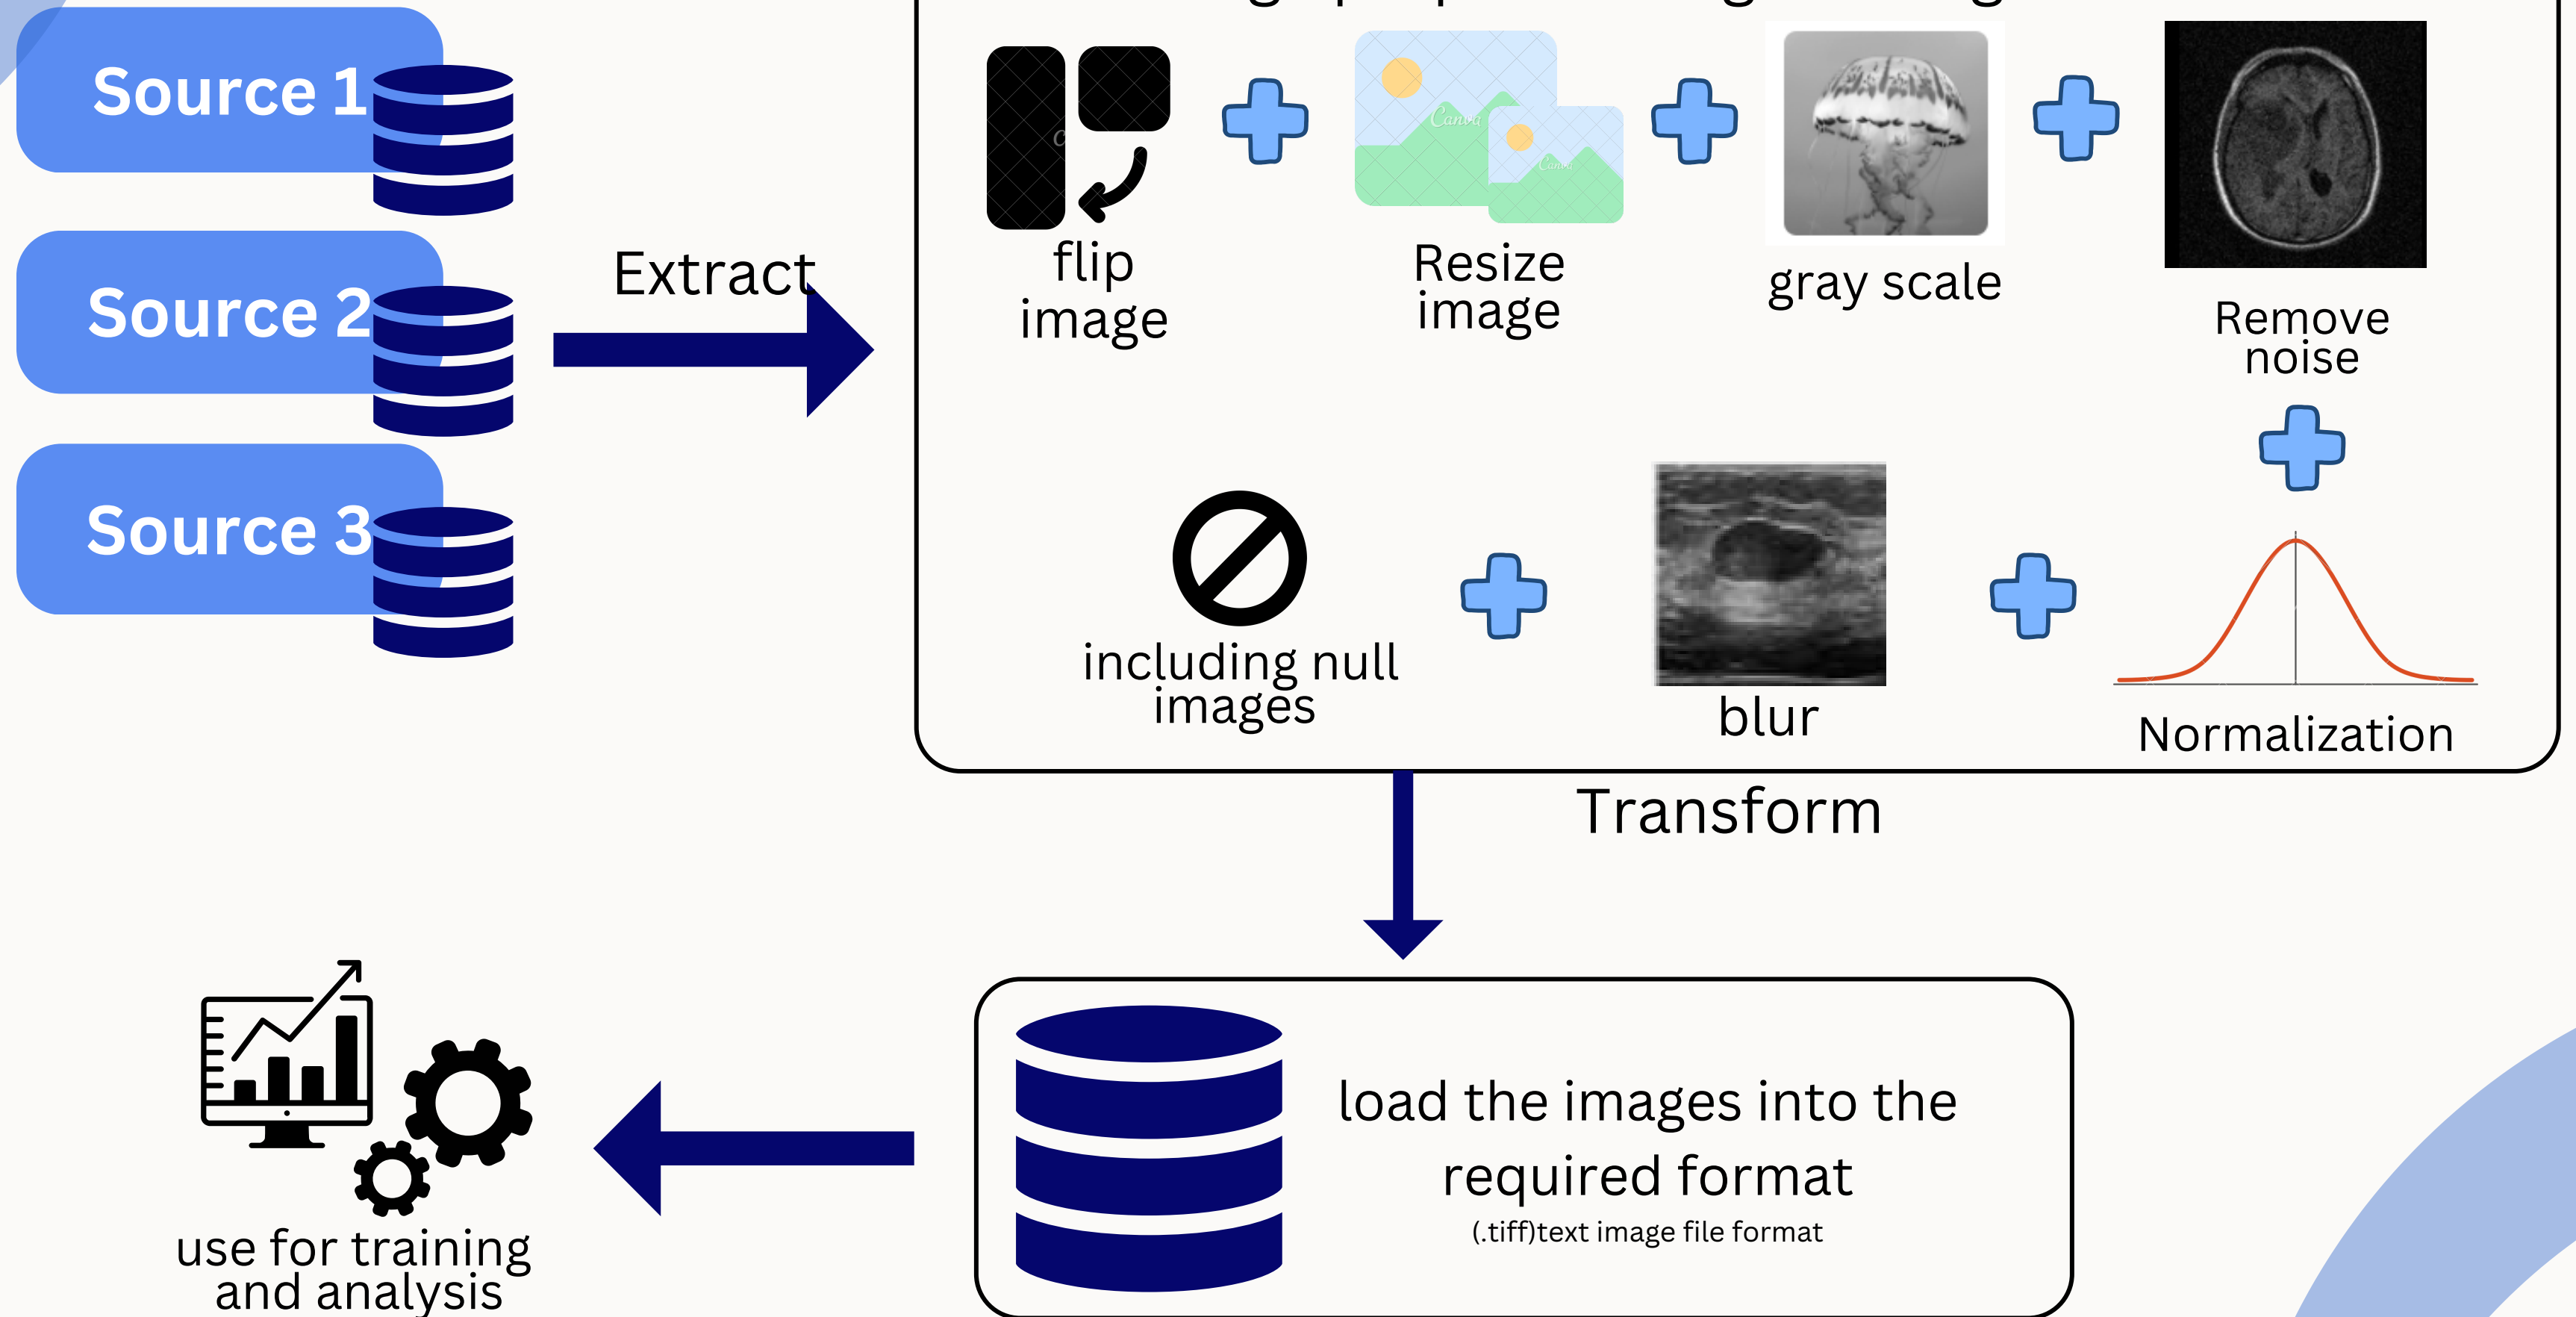 Source 1
Source 2
Source 3
Extract
flip
image
Canva
Canva
Resize
image
gray scale
Remove
noise
including null
images
blur
Normalization
Transform
load the images into the
required format
(.tiff)text image file format
use for training
and analysis